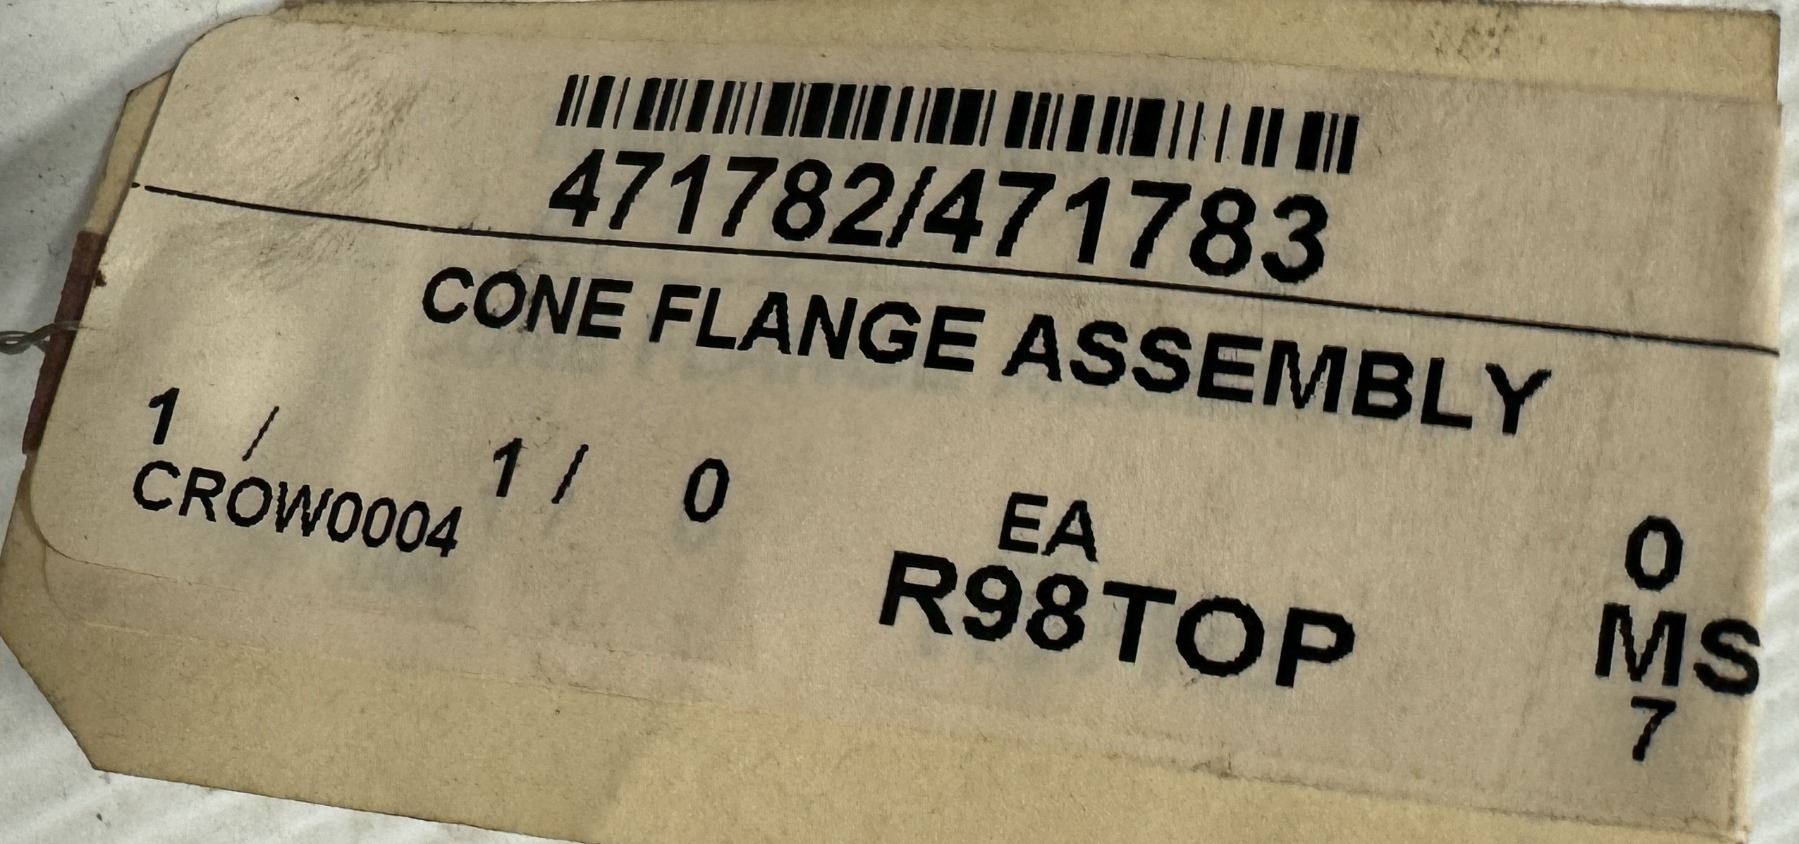 471782/471783
CONE FLANGE ASSEMBLY
1 / 1 / 0 EA 0
CROW0004 R98TOP MS
7